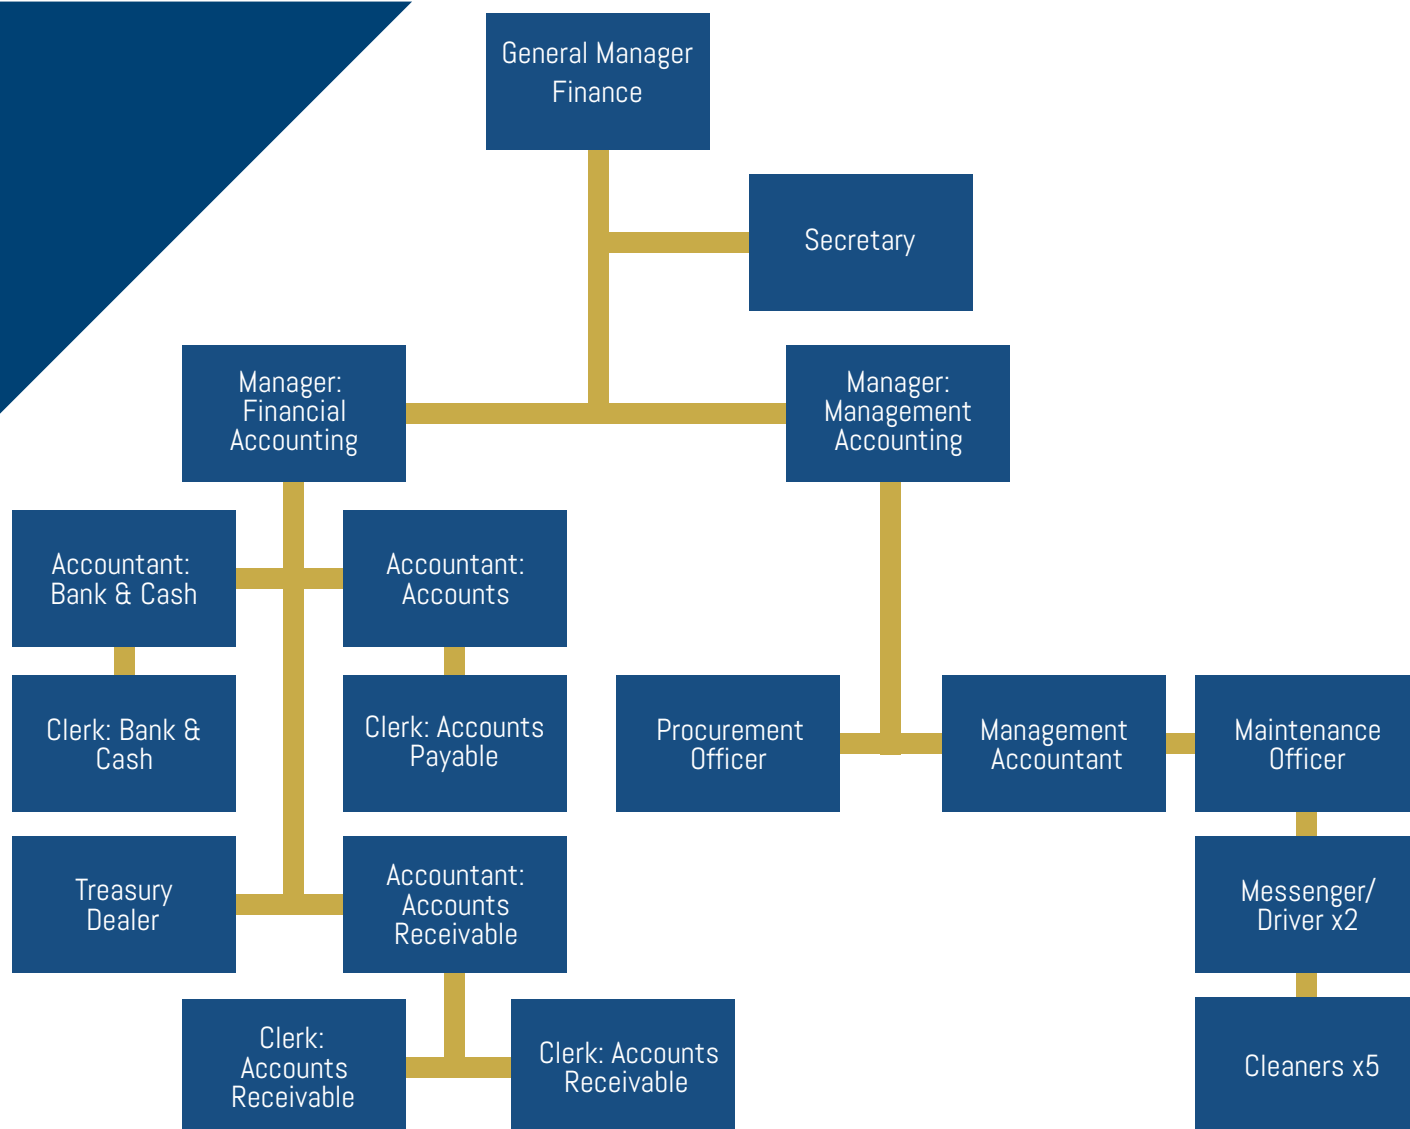 General Manager
Finance
Secretary
Manager:
Financial
Accounting
Manager:
Management
Accounting
Accountant:
Bank & Cash
Accountant:
Accounts
Clerk: Bank &
Cash
Clerk: Accounts
Payable
Procurement
Officer
Management
Accountant
Maintenance
Officer
Treasury
Dealer
Accountant:
Accounts
Receivable
Messenger/
Driver x2
Clerk:
Accounts
Receivable
Clerk: Accounts
Receivable
Cleaners x5